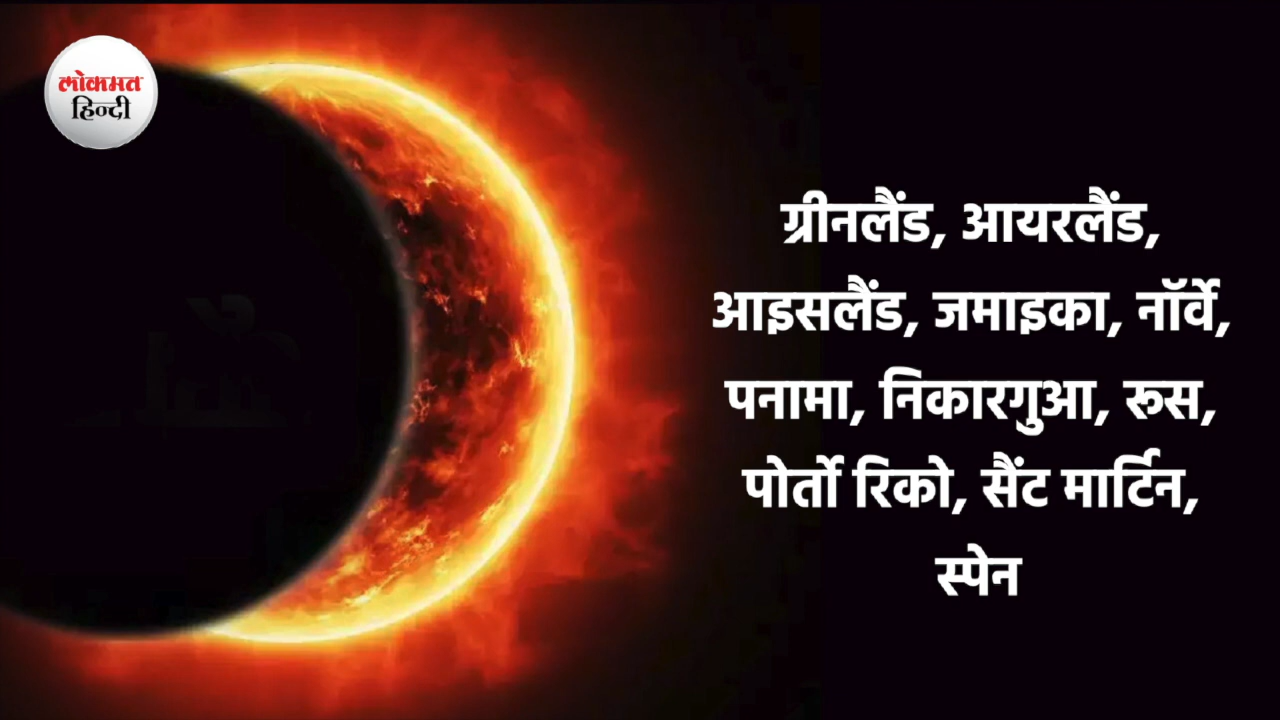 लोकमत
हिन्दी
ग्रीनलैंड, आयरलैंड,
आइसलैंड, जमाइका, नॉर्वे,
पनामा, निकारगुआ, रूस,
पोर्तो रिको, सैंट मार्टिन,
स्पेन